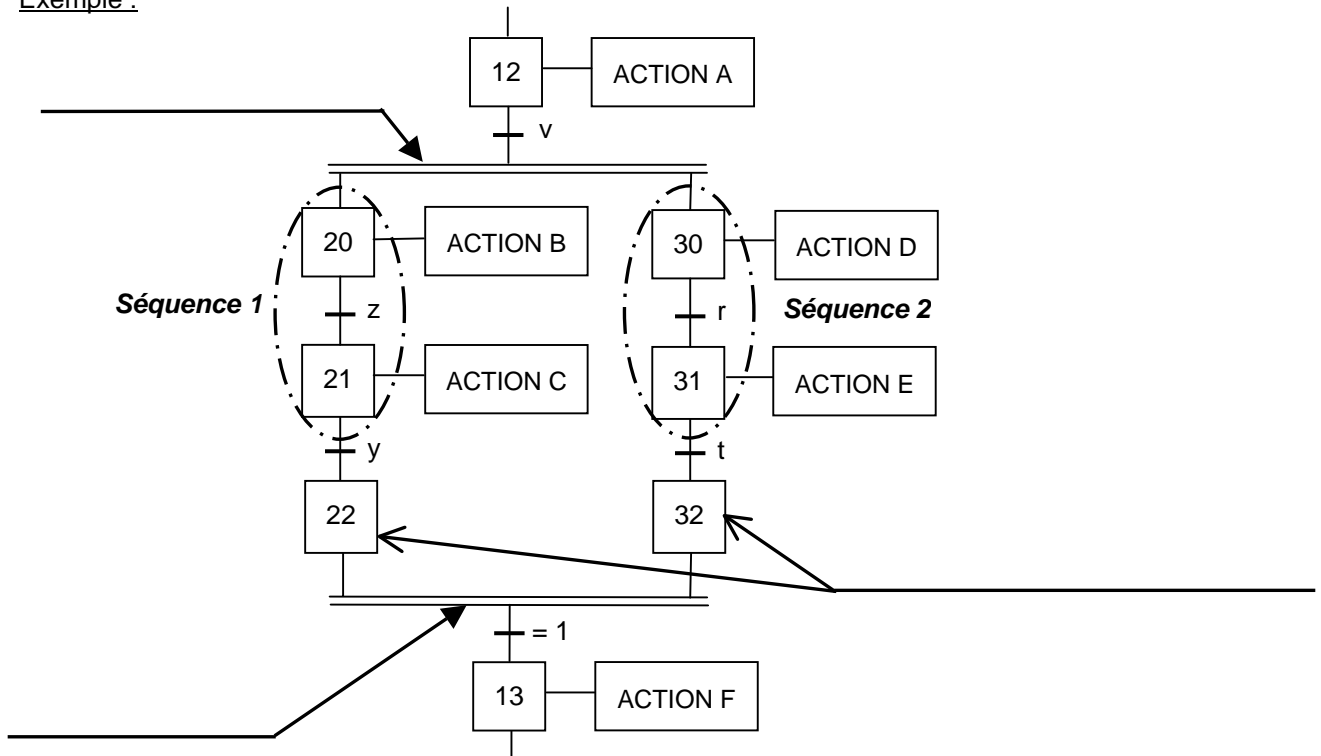 Exemple :
12 ACTION A
v
20 ACTION B 30 ACTION D
Séquence 1 z r Séquence 2
21 ACTION C 31 ACTION E
y t
22 32
= 1
13 ACTION F